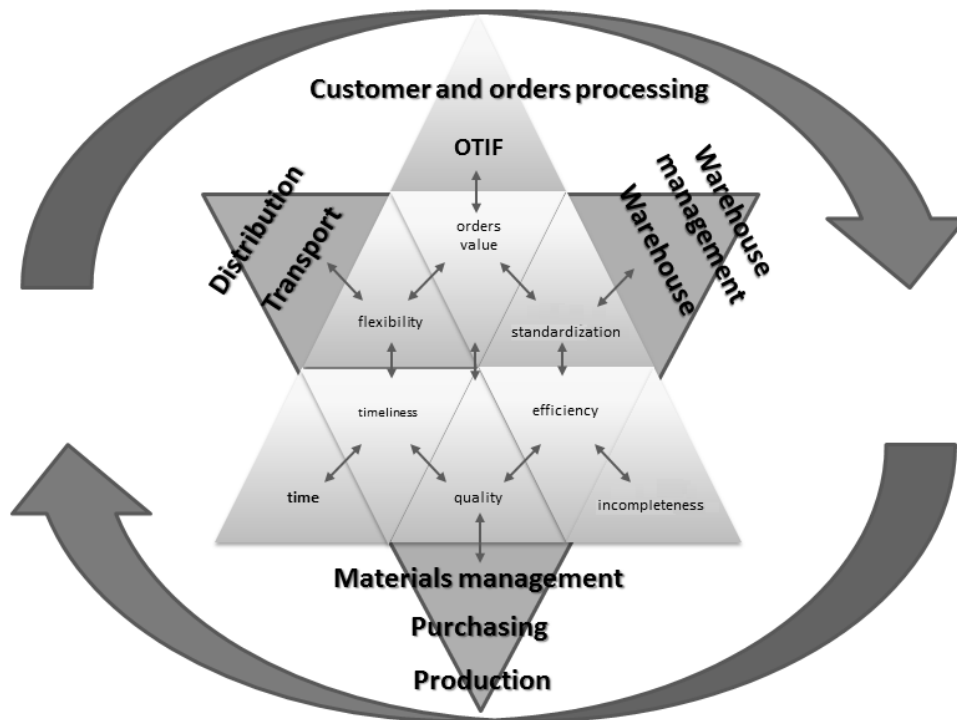 Customer and orders processing
OTIF
Distribution
Transport
Warehouse
management
Warehouse
orders
value
flexibility
standardization
timeliness
efficiency
time
quality
incompleteness
Materials management
Purchasing
Production